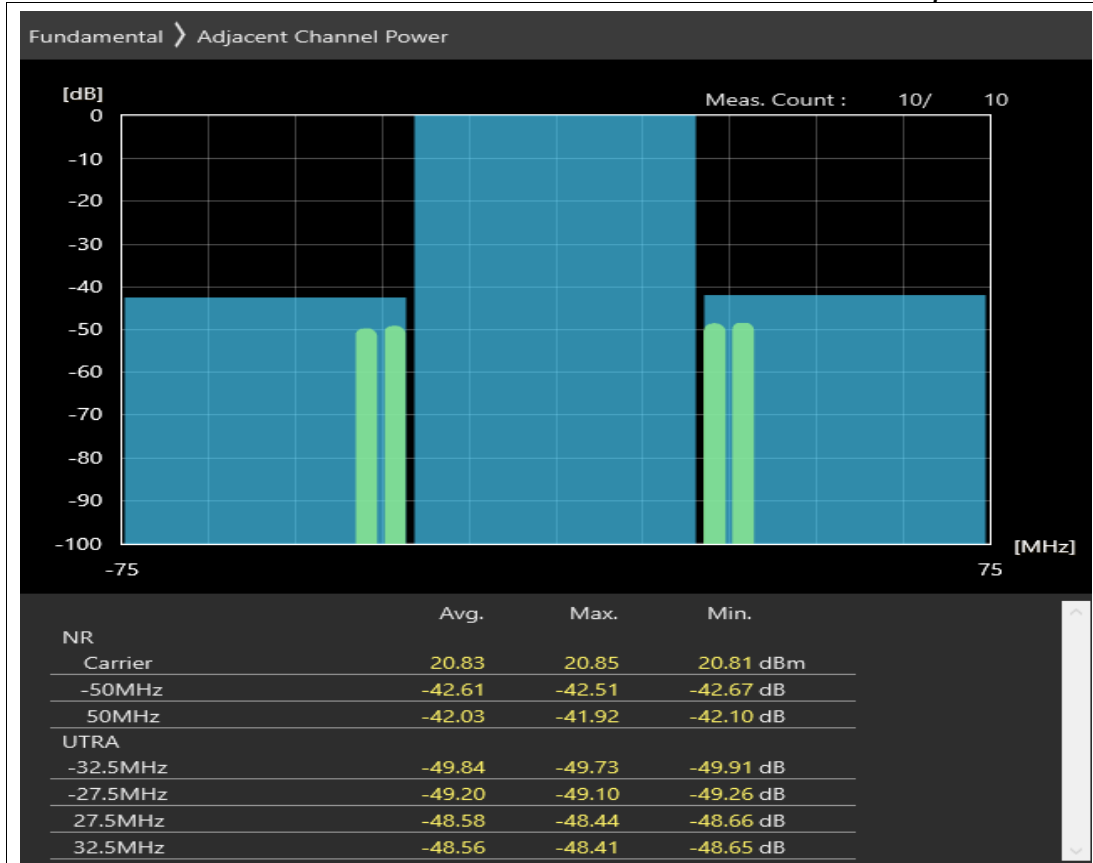 Fundamental 〉 Adjacent Channel Power
[dB]
Meas. Count : 10/ 10
0
-10
-20
-30
-40
-50
-60
-70
-80
-90
-100
[MHz]
-75 75
Avg. Max. Min.
NR
Carrier 20.83 20.85 20.81 dBm
-50MHz -42.61 -42.51 -42.67 dB
50MHz -42.03 -41.92 -42.10 dB
UTRA
-32.5MHz -49.84 -49.73 -49.91 dB
-27.5MHz -49.20 -49.10 -49.26 dB
27.5MHz -48.58 -48.44 -48.66 dB
32.5MHz -48.56 -48.41 -48.65 dB